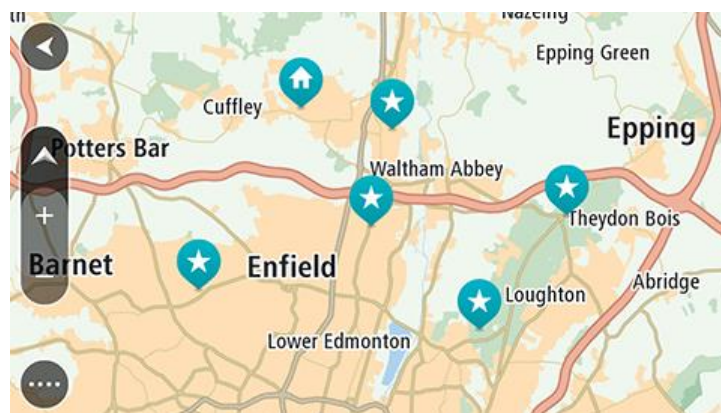 Nazeing
Epping Green
Cuffley
Epping
Potters Bar
Waltham Abbey
Theydon Bois
Barnet
Enfield
Loughton
Abridge
Lower Edmonton